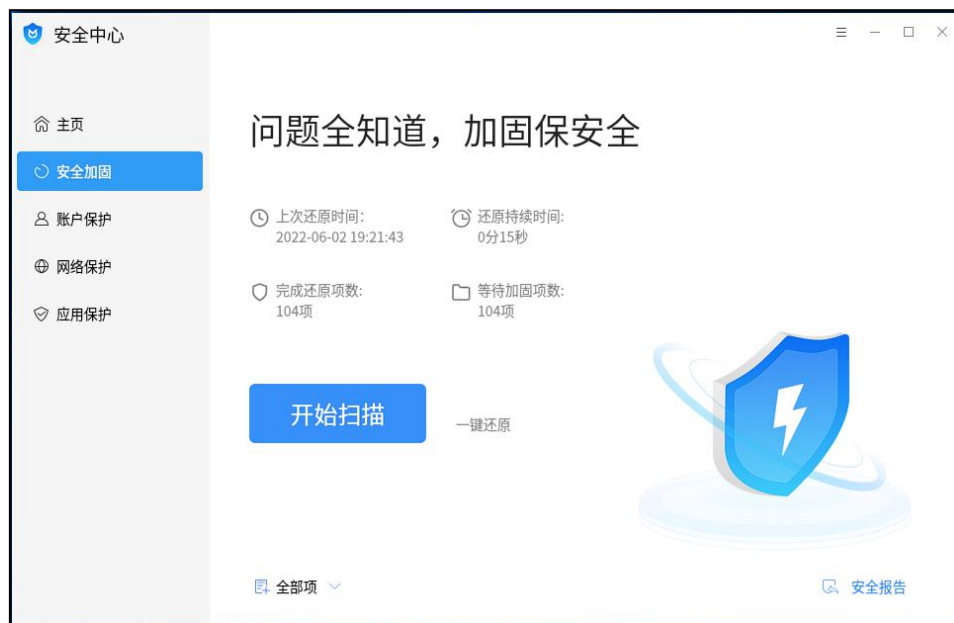 安全中心
主页
安全加固
账户保护
网络保护
应用保护
问题全知道，加固保安全
上次还原时间：
2022-06-02 19:21:43
还原持续时间:
0分15秒
完成还原项数:
104项
等待加固项数:
104项
开始扫描
一键还原
全部项
安全报告